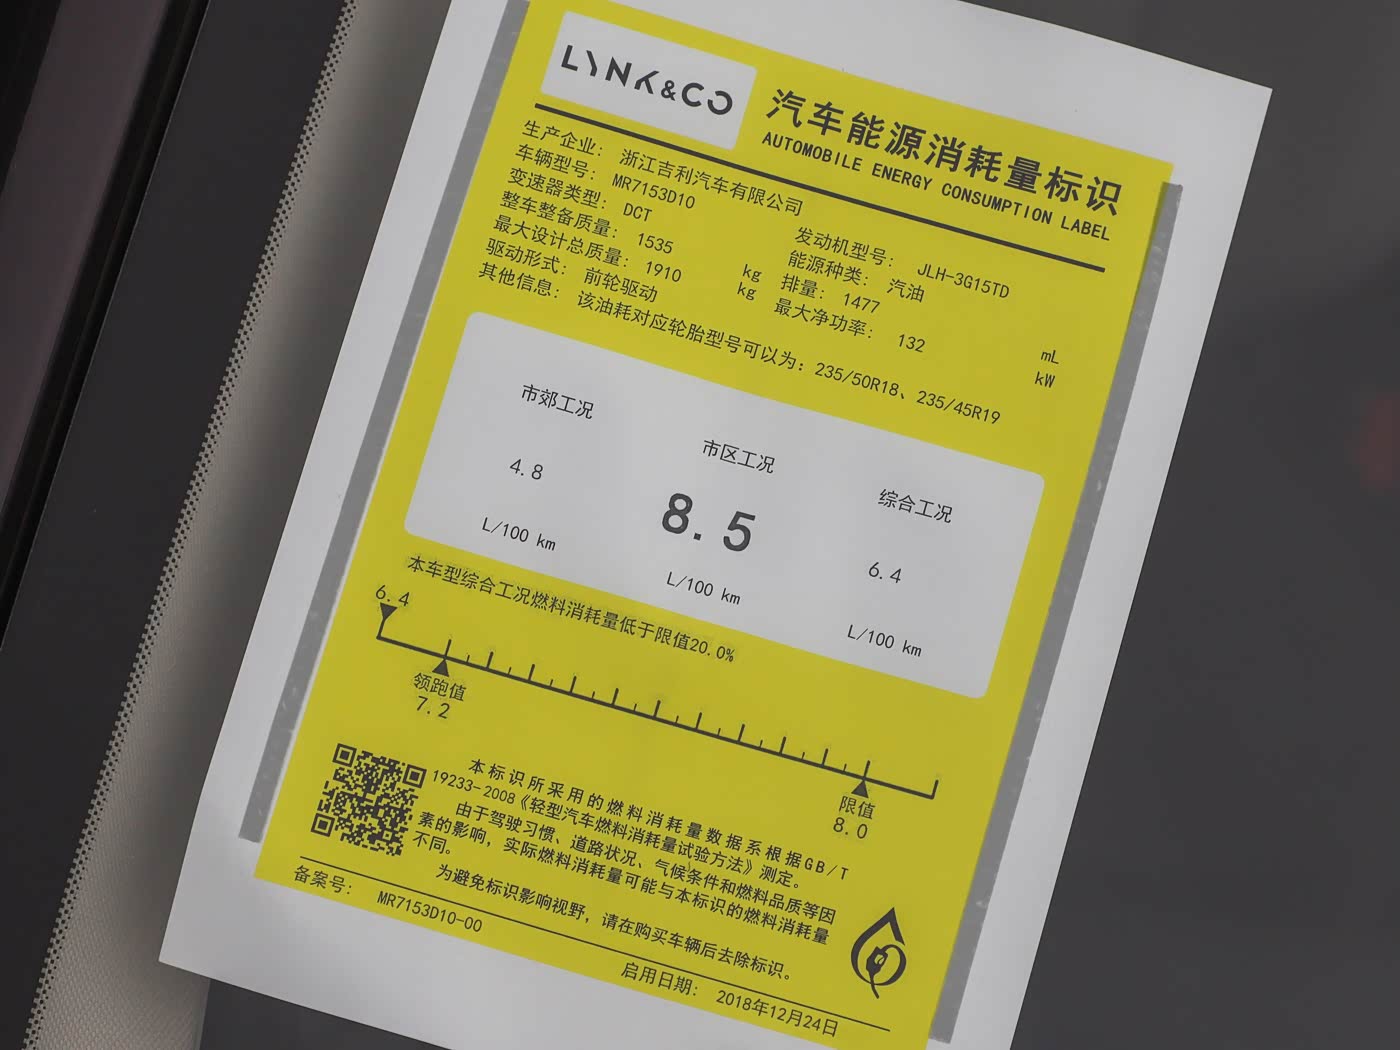 LYNK&CO
汽车能源消耗量标识
AUTOMOBILE ENERGY CONSUMPTION LABEL
生产企业： 浙江吉利汽车有限公司
车辆型号： MR7153D10
发动机型号： JLH-3G15TD
变速器类型： DCT
能源种类： 汽油
整车整备质量： 1535 kg
排量： 1477 mL
最大设计总质量： 1910 kg
最大净功率： 132 kW
驱动形式： 前轮驱动
其他信息： 该油耗对应轮胎型号可以为：235/50R18、235/45R19
市郊工况
4.8
L/100 km
市区工况
8.5
L/100 km
综合工况
6.4
L/100 km
本车型综合工况燃料消耗量低于限值20.0%
6.4
领跑值
7.2
限值
8.0
本标识所采用的燃料消耗量数据系根据GB/T
19233-2008《轻型汽车燃料消耗量试验方法》测定。
由于驾驶习惯、道路状况、气候条件和燃料品质等因
素的影响，实际燃料消耗量可能与本标识的燃料消耗量
不同。
为避免标识影响视野，请在购买车辆后去除标识。
备案号： MR7153D10-00
启用日期： 2018年12月24日